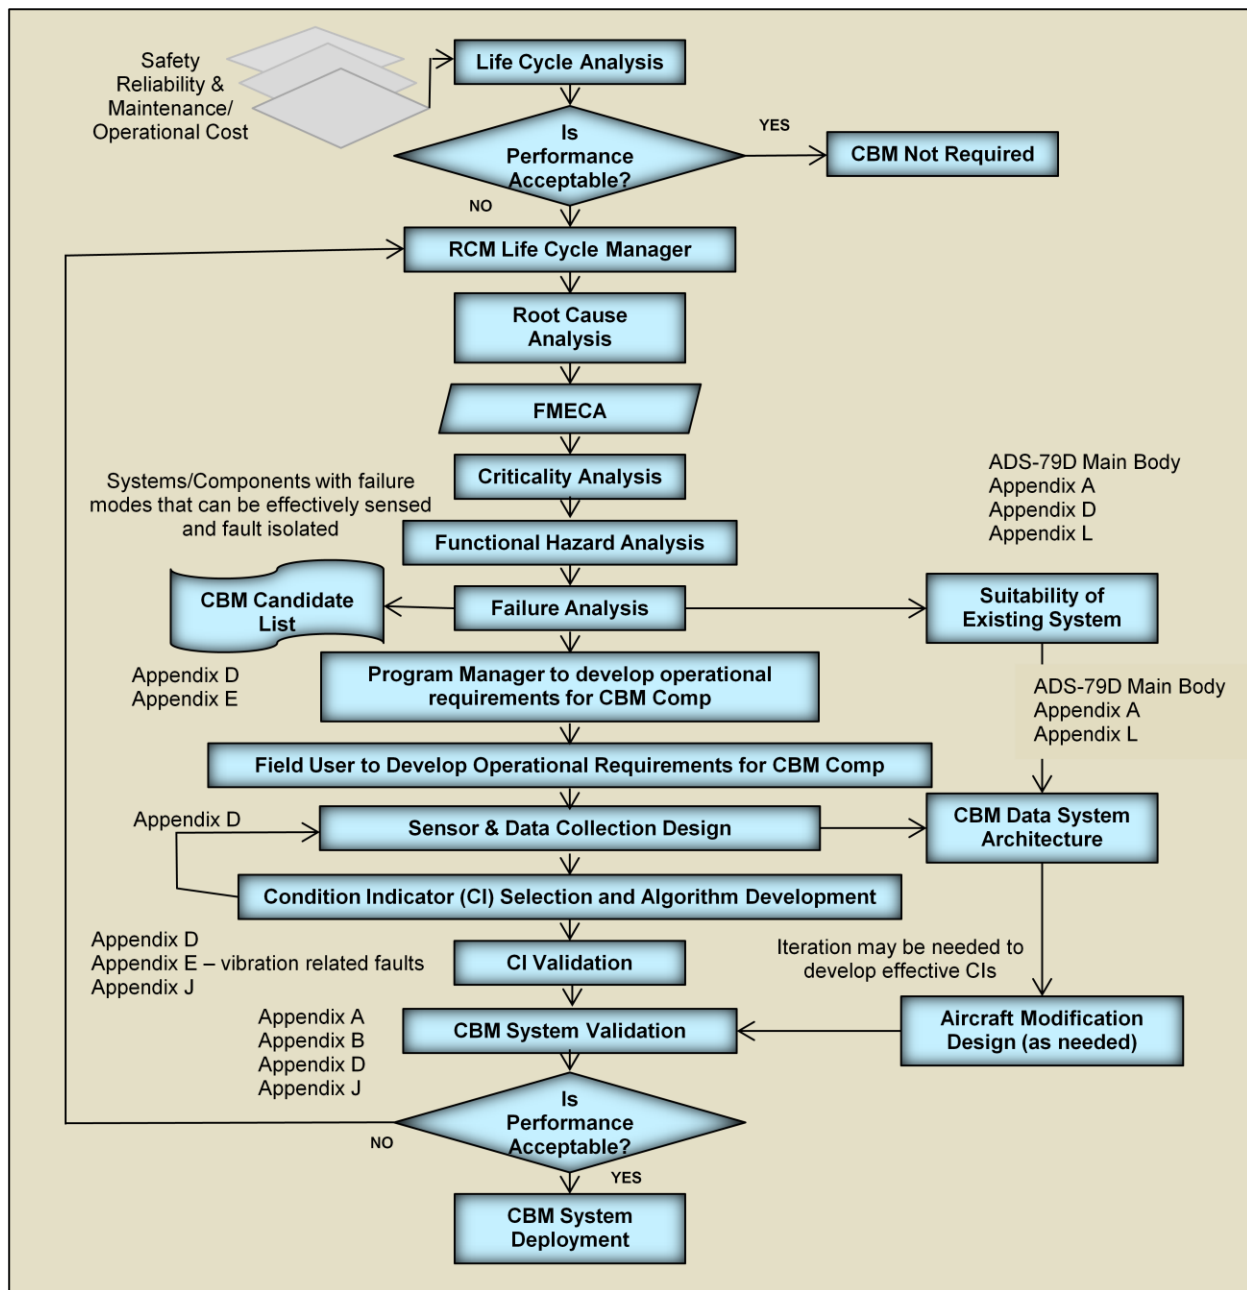 Safety
Reliability &
Maintenance/
Operational Cost
Life Cycle Analysis
Is
Performance
Acceptable?
YES
CBM Not Required
NO
RCM Life Cycle Manager
Root Cause
Analysis
FMECA
Criticality Analysis
Systems/Components with failure
modes that can be effectively sensed
and fault isolated
ADS-79D Main Body
Appendix A
Appendix D
Appendix L
Functional Hazard Analysis
CBM Candidate
List
Failure Analysis
Suitability of
Existing System
Appendix D
Appendix E
Program Manager to develop operational
requirements for CBM Comp
ADS-79D Main Body
Appendix A
Appendix L
Field User to Develop Operational Requirements for CBM Comp
Appendix D
Sensor & Data Collection Design
CBM Data System
Architecture
Condition Indicator (CI) Selection and Algorithm Development
Appendix D
Appendix E – vibration related faults
Appendix J
CI Validation
Iteration may be needed to
develop effective CIs
Appendix A
Appendix B
Appendix D
Appendix J
CBM System Validation
Aircraft Modification
Design (as needed)
Is
Performance
Acceptable?
NO
YES
CBM System
Deployment